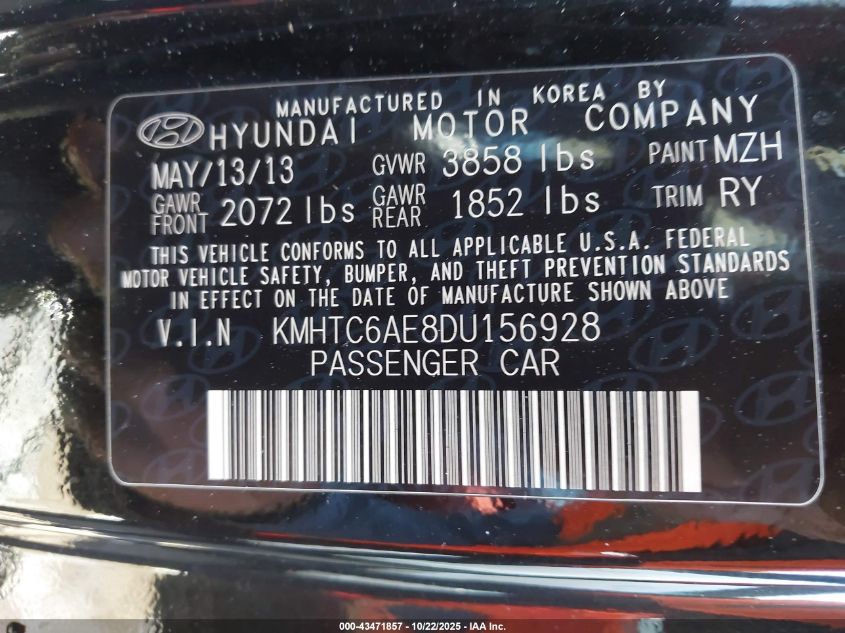 MANUFACTURED IN KOREA BY
HYUNDAI MOTOR COMPANY
MAY/13/13 GVWR 3858 lbs PAINT MZH
GAWR FRONT 2072 lbs GAWR REAR 1852 lbs TRIM RY
THIS VEHICLE CONFORMS TO ALL APPLICABLE U.S.A. FEDERAL
MOTOR VEHICLE SAFETY, BUMPER, AND THEFT PREVENTION STANDARDS
IN EFFECT ON THE DATE OF MANUFACTURE SHOWN ABOVE
V.I.N KMHTC6AE8DU156928
PASSENGER CAR
000-43471857 - 10/22/2025 - IAA Inc.